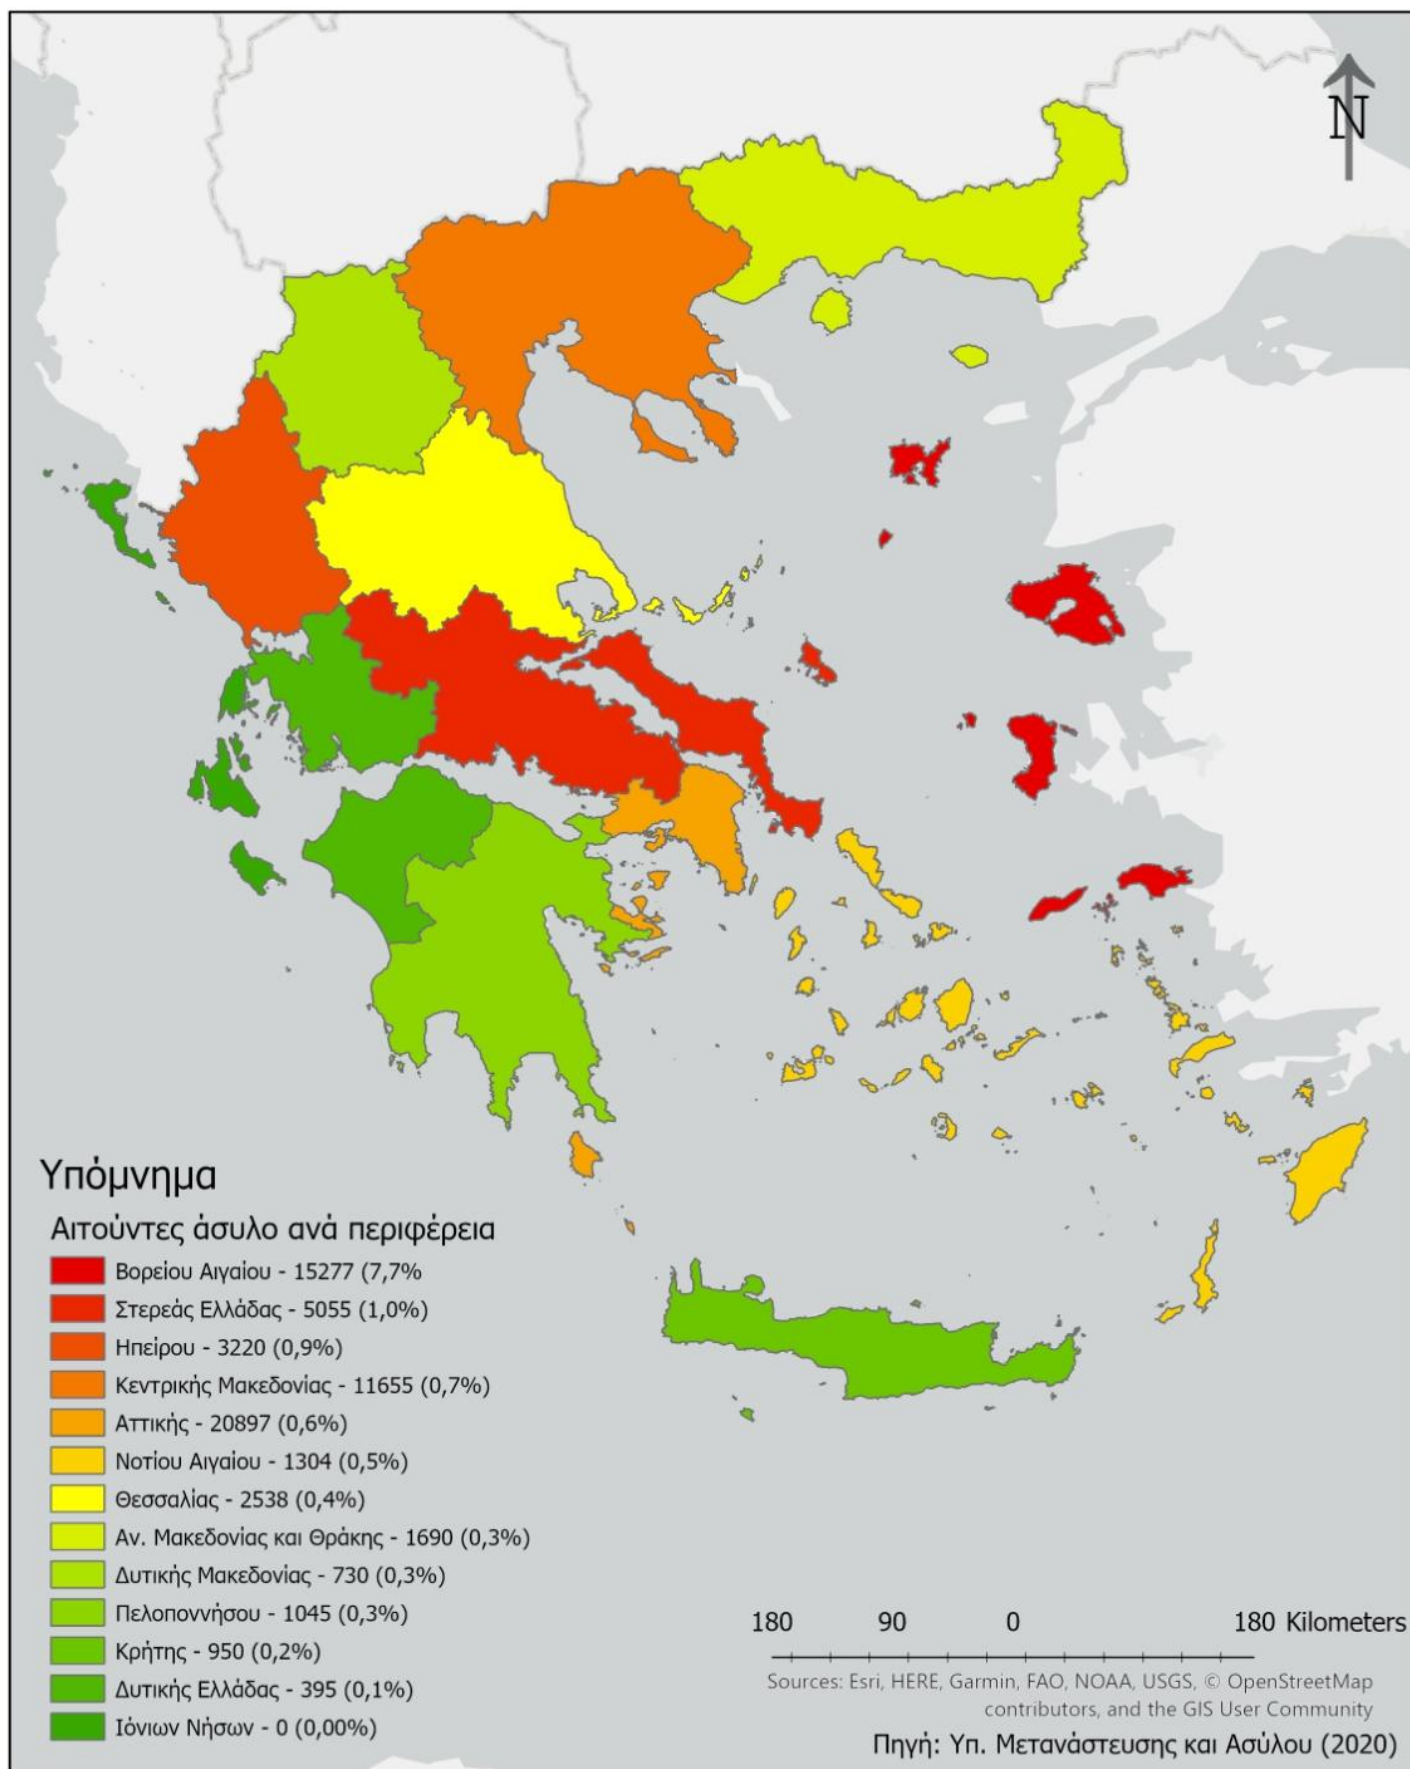 N
Υπόμνημα
Αιτούντες άσυλο ανά περιφέρεια
Βορείου Αιγαίου - 15277 (7,7%
Στερεάς Ελλάδας - 5055 (1,0%)
Ηπείρου - 3220 (0,9%)
Κεντρικής Μακεδονίας - 11655 (0,7%)
Αττικής - 20897 (0,6%)
Νοτίου Αιγαίου - 1304 (0,5%)
Θεσσαλίας - 2538 (0,4%)
Αν. Μακεδονίας και Θράκης - 1690 (0,3%)
Δυτικής Μακεδονίας - 730 (0,3%)
Πελοποννήσου - 1045 (0,3%)
Κρήτης - 950 (0,2%)
Δυτικής Ελλάδας - 395 (0,1%)
Ιόνιων Νήσων - 0 (0,00%)
180 90 0 180 Kilometers
Sources: Esri, HERE, Garmin, FAO, NOAA, USGS, © OpenStreetMap
contributors, and the GIS User Community
Πηγή: Υπ. Μετανάστευσης και Ασύλου (2020)